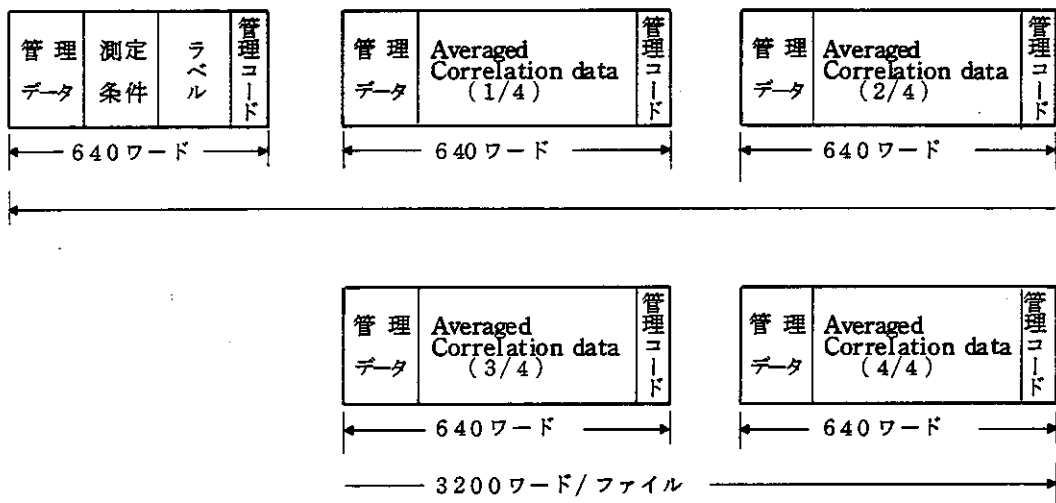 管理
データ
測定
条件
ラベル
管理コード
640ワード
管理
データ
Averaged
Correlation data
(1/4)
管理コード
640ワード
管理
データ
Averaged
Correlation data
(2/4)
管理コード
640ワード
管理
データ
Averaged
Correlation data
(3/4)
管理コード
640ワード
管理
データ
Averaged
Correlation data
(4/4)
管理コード
640ワード
3200ワード/ファイル